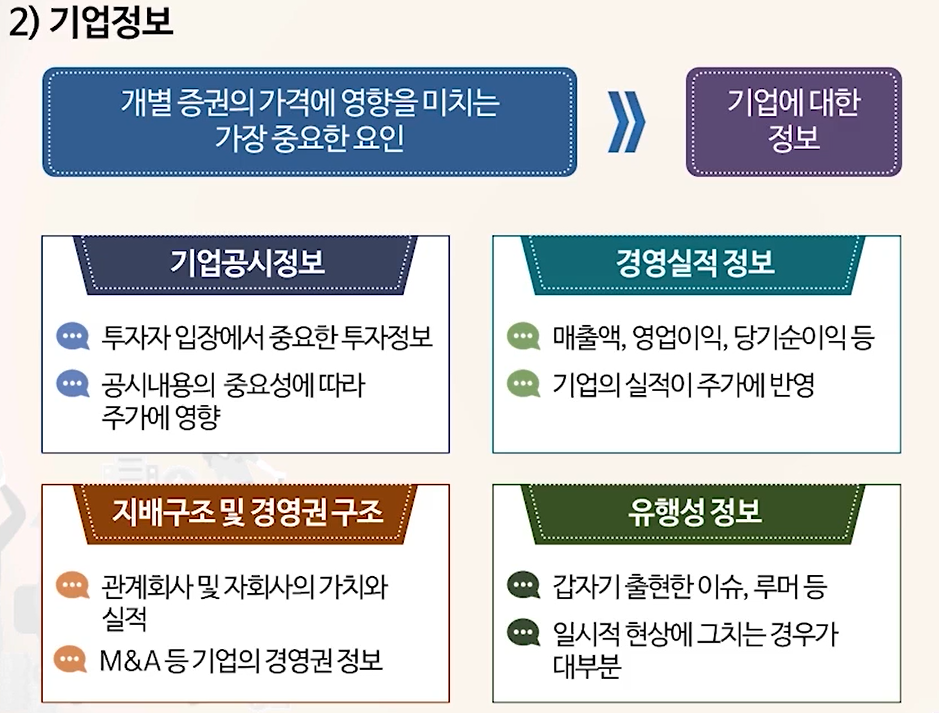 2) 기업정보
개별 증권의 가격에 영향을 미치는
가장 중요한 요인
기업에 대한
정보
기업공시정보
투자자 입장에서 중요한 투자정보
공시내용의 중요성에 따라
주가에 영향
경영실적 정보
매출액, 영업이익, 당기순이익 등
기업의 실적이 주가에 반영
지배구조 및 경영권 구조
관계회사 및 자회사의 가치와
실적
M&A 등 기업의 경영권 정보
유행성 정보
갑자기 출현한 이슈, 루머 등
일시적 현상에 그치는 경우가
대부분